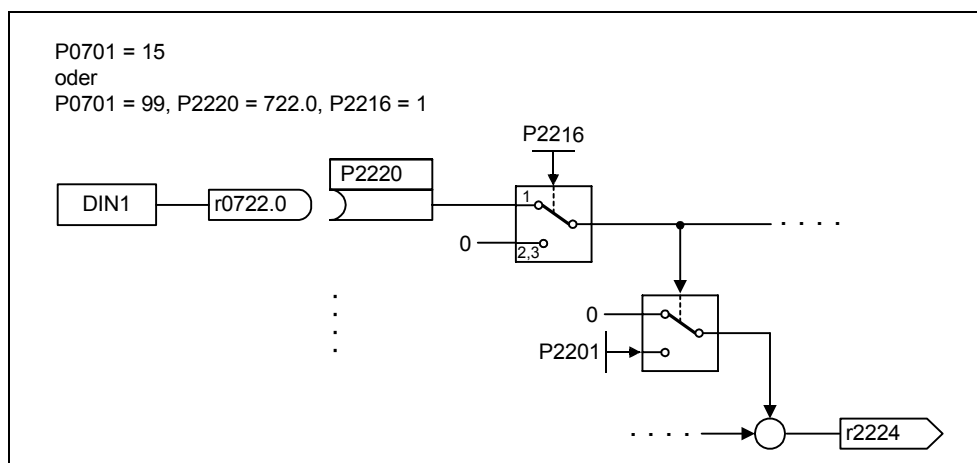 P0701 = 15
oder
P0701 = 99, P2220 = 722.0, P2216 = 1
P2216
P2220
DIN1
r0722.0
1
0
2,3
. . . .
0
P2201
. . . .
r2224